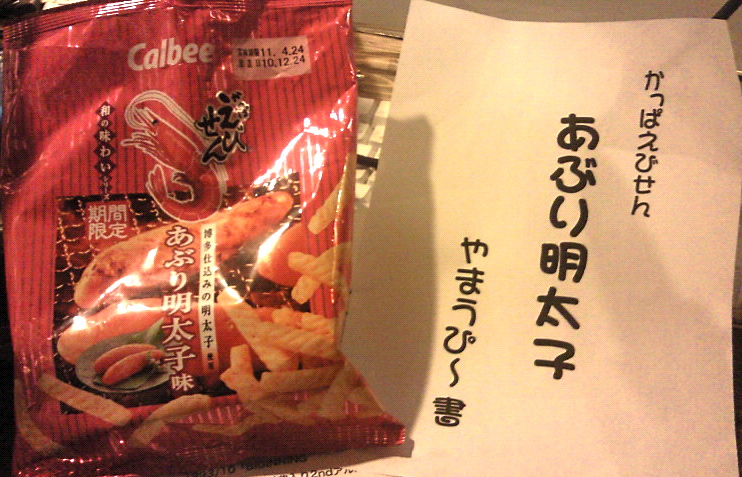 Calbee
賞味期限11. 4.24
製造日10.12.24
かっぱ
えび
せん
和の味わいシリーズ
期間
限定
博多仕込みの明太子使用
あぶり明太子味
かっぱえびせん
あぶり明太子
やまうぴ~書